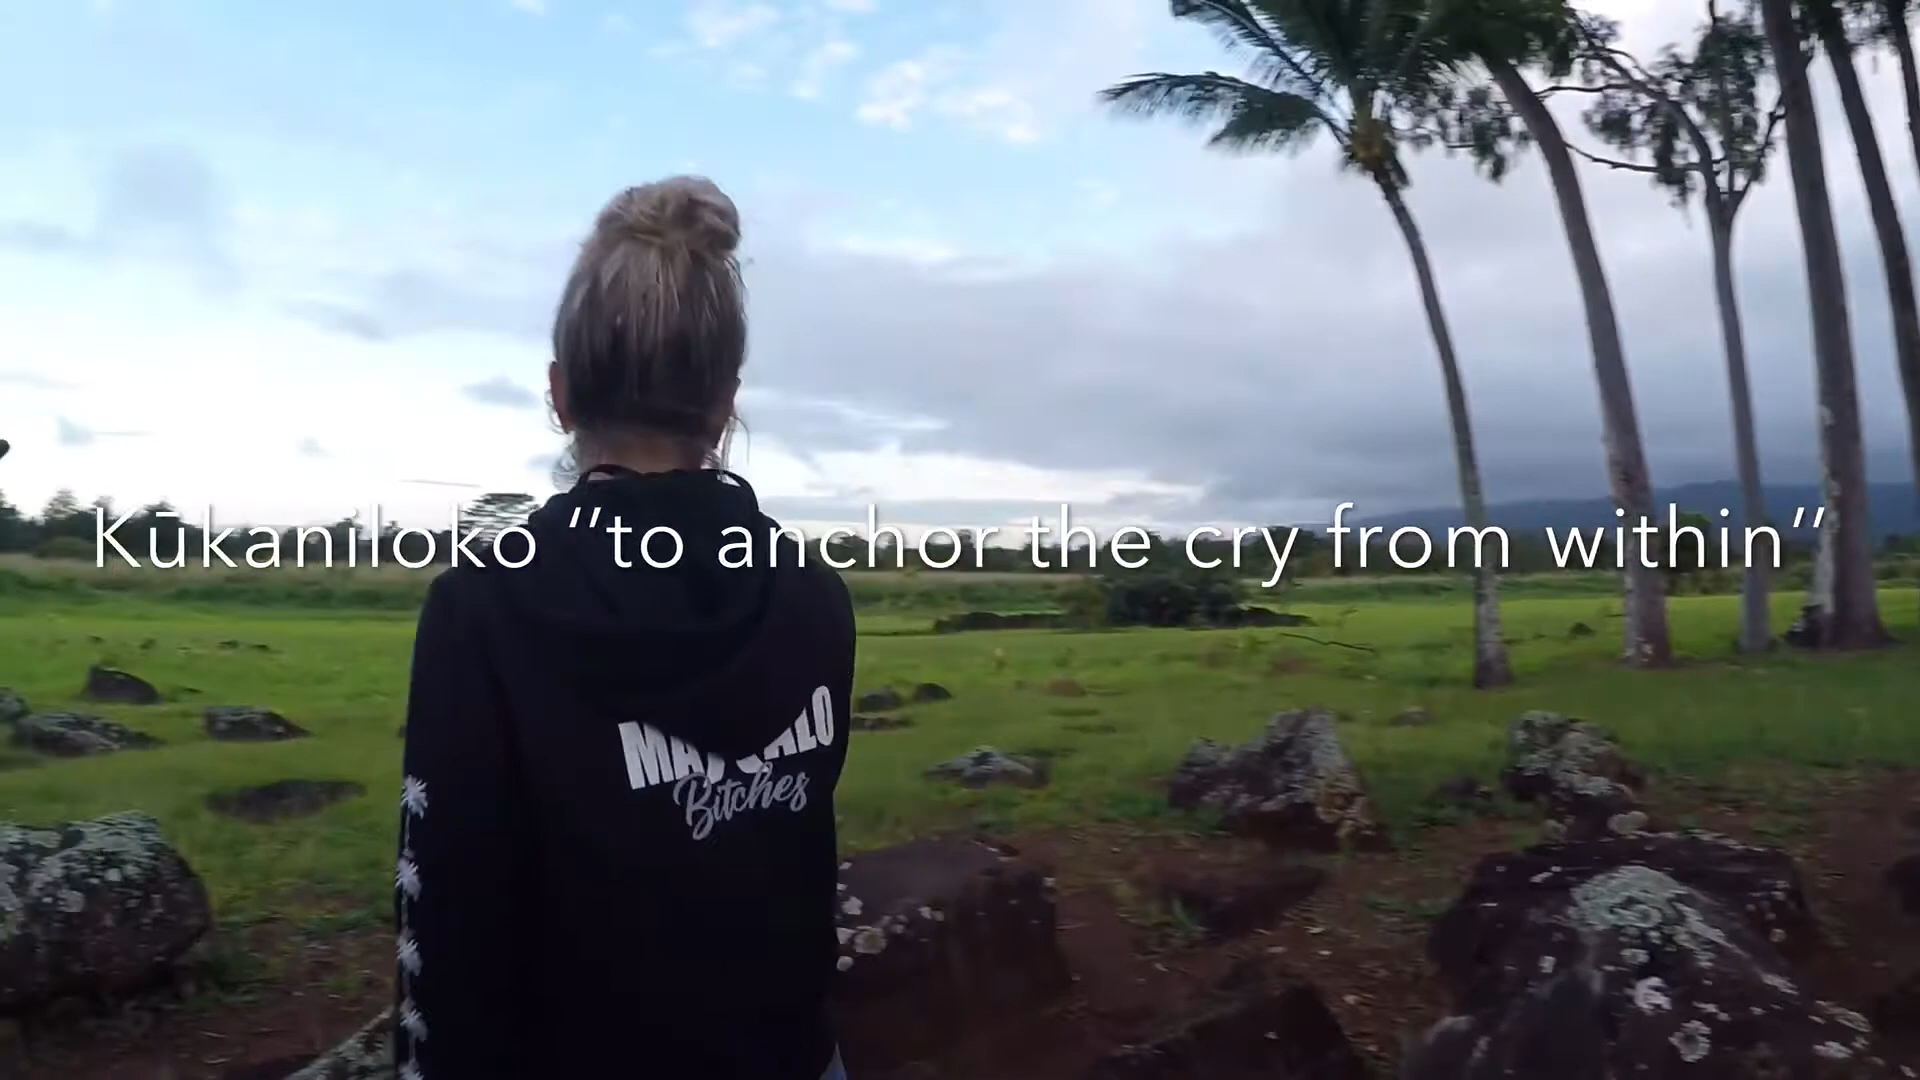 Kūkaniloko “to anchor the cry from within”
Bitches